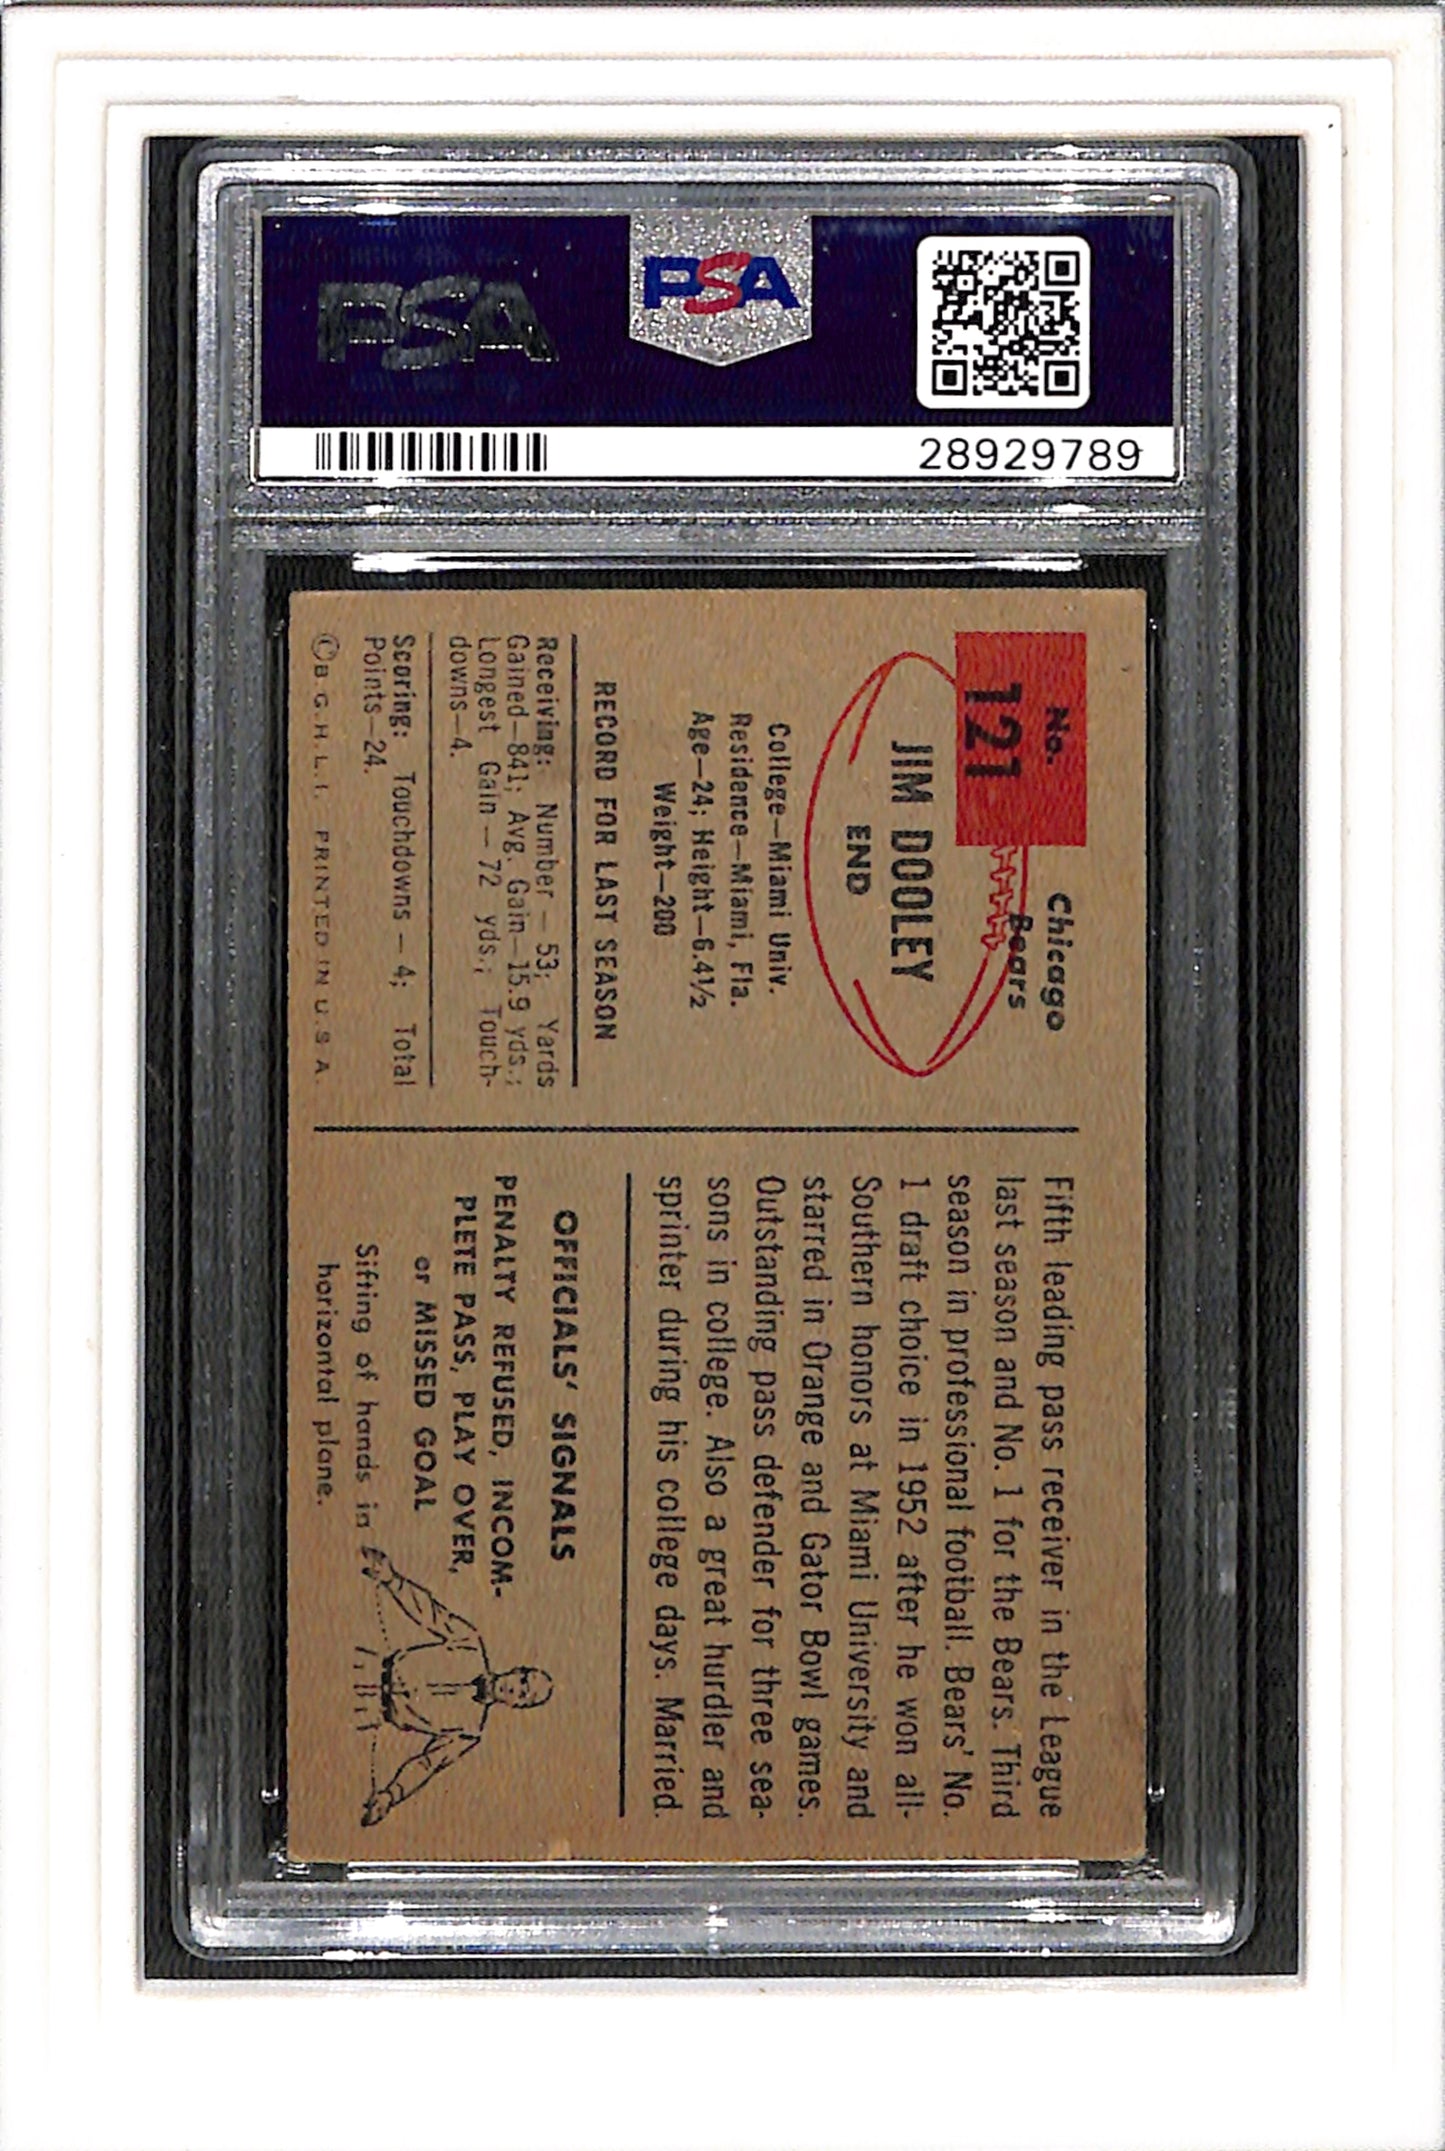 PSA
PSA
28929789
No.
121
Chicago
Bears
JIM DOOLEY
END
College—Miami Univ.
Residence—Miami, Fla.
Age—24; Height—6.4½
Weight—200
RECORD FOR LAST SEASON
Receiving: Number — 53; Yards
Gained—841; Avg. Gain—15.9 yds.;
Longest Gain — 72 yds.; Touch-
downs—4.
Scoring: Touchdowns — 4; Total
Points—24.
©B.G.H.L.I. PRINTED IN U.S.A.
Fifth leading pass receiver in the League
last season and No. 1 for the Bears. Third
season in professional football. Bears' No.
1 draft choice in 1952 after he won all-
Southern honors at Miami University and
starred in Orange and Gator Bowl games.
Outstanding pass defender for three sea-
sons in college. Also a great hurdler and
sprinter during his college days. Married.
OFFICIALS' SIGNALS
PENALTY REFUSED, INCOM-
PLETE PASS, PLAY OVER,
or MISSED GOAL
Sifting of hands in
horizontal plane.